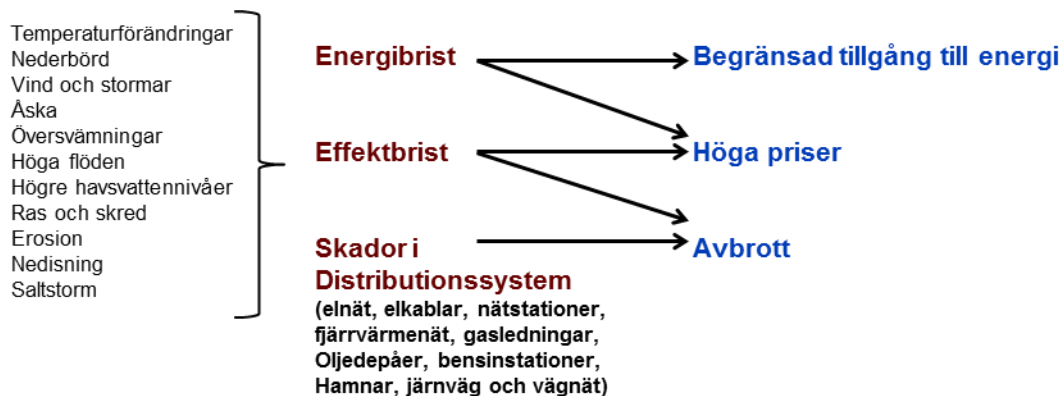 Temperaturförändringar
Nederbörd
Vind och stormar
Åska
Översvämningar
Höga flöden
Högre havsvattennivåer
Ras och skred
Erosion
Nedisning
Saltstorm
Energibrist
Effektbrist
Skador i
Distributionssystem
(elnät, elkablar, nätstationer,
fjärrvärmenät, gasledningar,
Oljedepåer, bensinstationer,
Hamnar, järnväg och vägnät)
Begränsad tillgång till energi
Höga priser
Avbrott